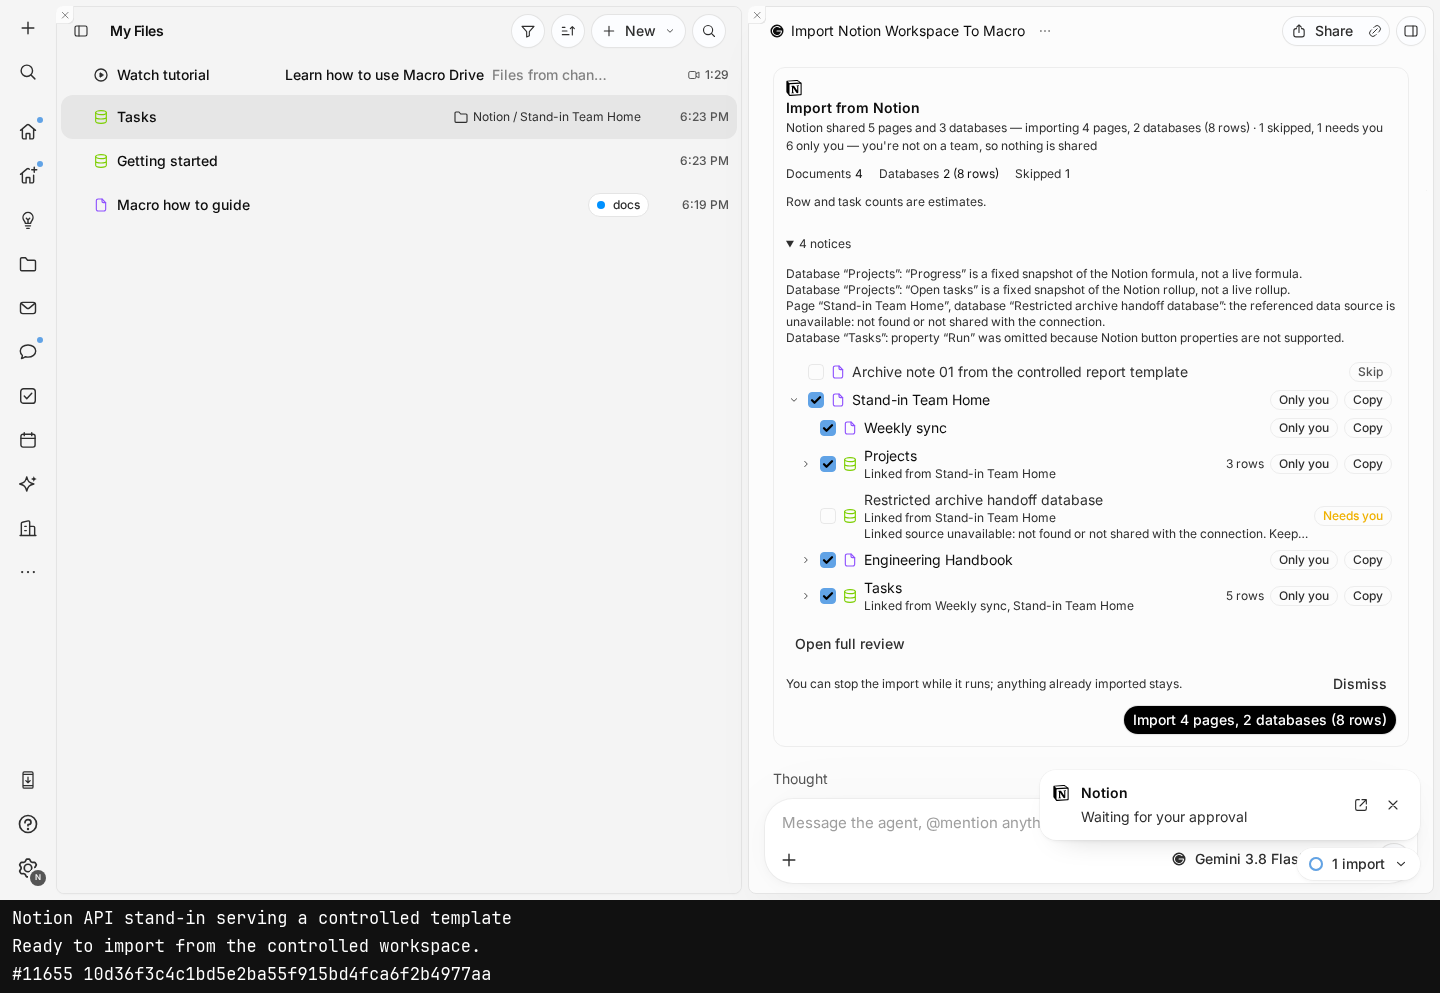 My Files
New
Watch tutorial
Learn how to use Macro Drive Files from chan...
1:29
Tasks
Notion / Stand-in Team Home
6:23 PM
Getting started
6:23 PM
Macro how to guide
docs
6:19 PM
N
Import Notion Workspace To Macro
Share
Import from Notion
Notion shared 5 pages and 3 databases — importing 4 pages, 2 databases (8 rows) · 1 skipped, 1 needs you
6 only you — you're not on a team, so nothing is shared
Documents 4 Databases 2 (8 rows) Skipped 1
Row and task counts are estimates.
4 notices
Database “Projects”: “Progress” is a fixed snapshot of the Notion formula, not a live formula.
Database “Projects”: “Open tasks” is a fixed snapshot of the Notion rollup, not a live rollup.
Page “Stand-in Team Home”, database “Restricted archive handoff database”: the referenced data source is
unavailable: not found or not shared with the connection.
Database “Tasks”: property “Run” was omitted because Notion button properties are not supported.
Archive note 01 from the controlled report template
Skip
Stand-in Team Home
Only you Copy
Weekly sync
Only you Copy
Projects
Linked from Stand-in Team Home
3 rows Only you Copy
Restricted archive handoff database
Linked from Stand-in Team Home
Linked source unavailable: not found or not shared with the connection. Keep...
Needs you
Engineering Handbook
Only you Copy
Tasks
Linked from Weekly sync, Stand-in Team Home
5 rows Only you Copy
Open full review
You can stop the import while it runs; anything already imported stays.
Dismiss
Import 4 pages, 2 databases (8 rows)
Thought
Notion
Waiting for your approval
Message the agent, @mention anyth
Gemini 3.8 Flas
1 import
Notion API stand-in serving a controlled template
Ready to import from the controlled workspace.
#11655 10d36f3c4c1bd5e2ba55f915bd4fca6f2b4977aa